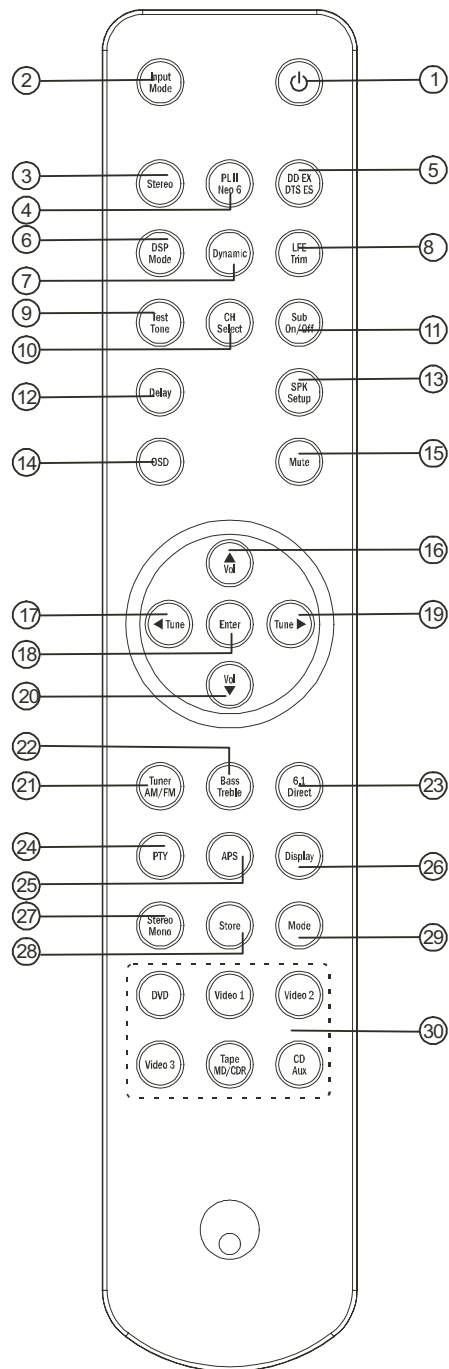 2
Input
Mode
1
3
Stereo
PL II
Neo 6
DD EX
DTS ES
5
4
6
DSP
Mode
Dynamic
LFE
Trim
8
7
9
Test
Tone
CH
Select
Sub
On/Off
11
10
12
Delay
SPK
Setup
13
14
OSD
Mute
15
Vol
16
17
Tune
Enter
Tune
19
18
Vol
20
22
21
Tuner
AM/FM
Bass
Treble
6.1
Direct
23
24
PTY
APS
Display
26
25
27
Stereo
Mono
Store
Mode
29
28
DVD
Video 1
Video 2
30
Video 3
Tape
MD/CDR
CD
Aux